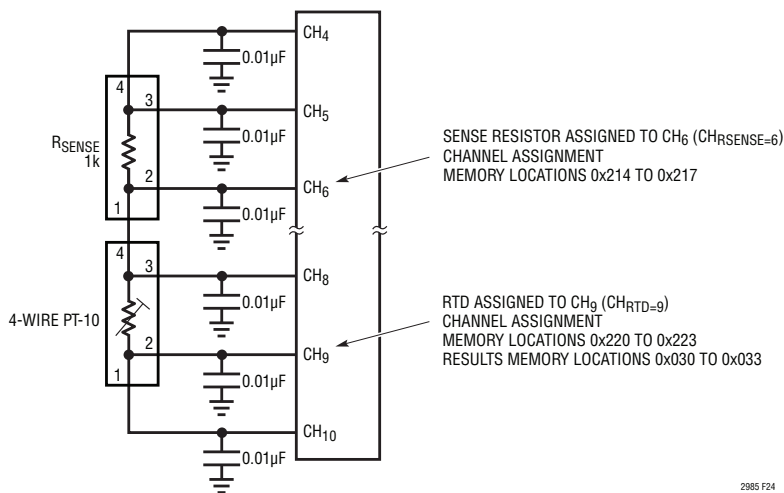 CH4
0.01µF
4
3
CH5
0.01µF
RSENSE
1k
2
CH6
1
0.01µF
SENSE RESISTOR ASSIGNED TO CH6 (CHRSENSE=6)
CHANNEL ASSIGNMENT
MEMORY LOCATIONS 0x214 TO 0x217
4
3
CH8
0.01µF
4-WIRE PT-10
2
CH9
1
0.01µF
RTD ASSIGNED TO CH9 (CHRTD=9)
CHANNEL ASSIGNMENT
MEMORY LOCATIONS 0x220 TO 0x223
RESULTS MEMORY LOCATIONS 0x030 TO 0x033
CH10
0.01µF
2985 F24